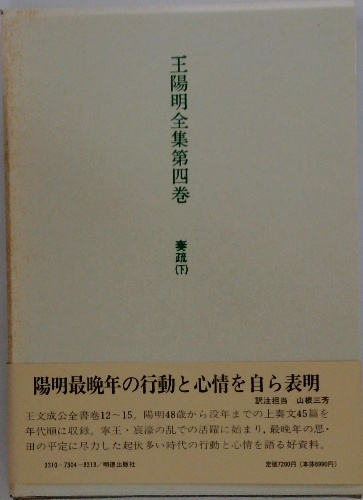 王陽明全集第四巻
奏疏(下)
陽明最晩年の行動と心情を自ら表明
訳注担当 山根三芳
王文成公全書巻12～15。陽明48歳から没年までの上奏文45篇を
年代順に収録。寧王・宸濠の乱での活躍に始まり,最晩年の思・
田の平定に尽力した起伏多い時代の行動と心情を語る好資料。
3310-7304-8313/明徳出版社
定価7200円(本体6990円)